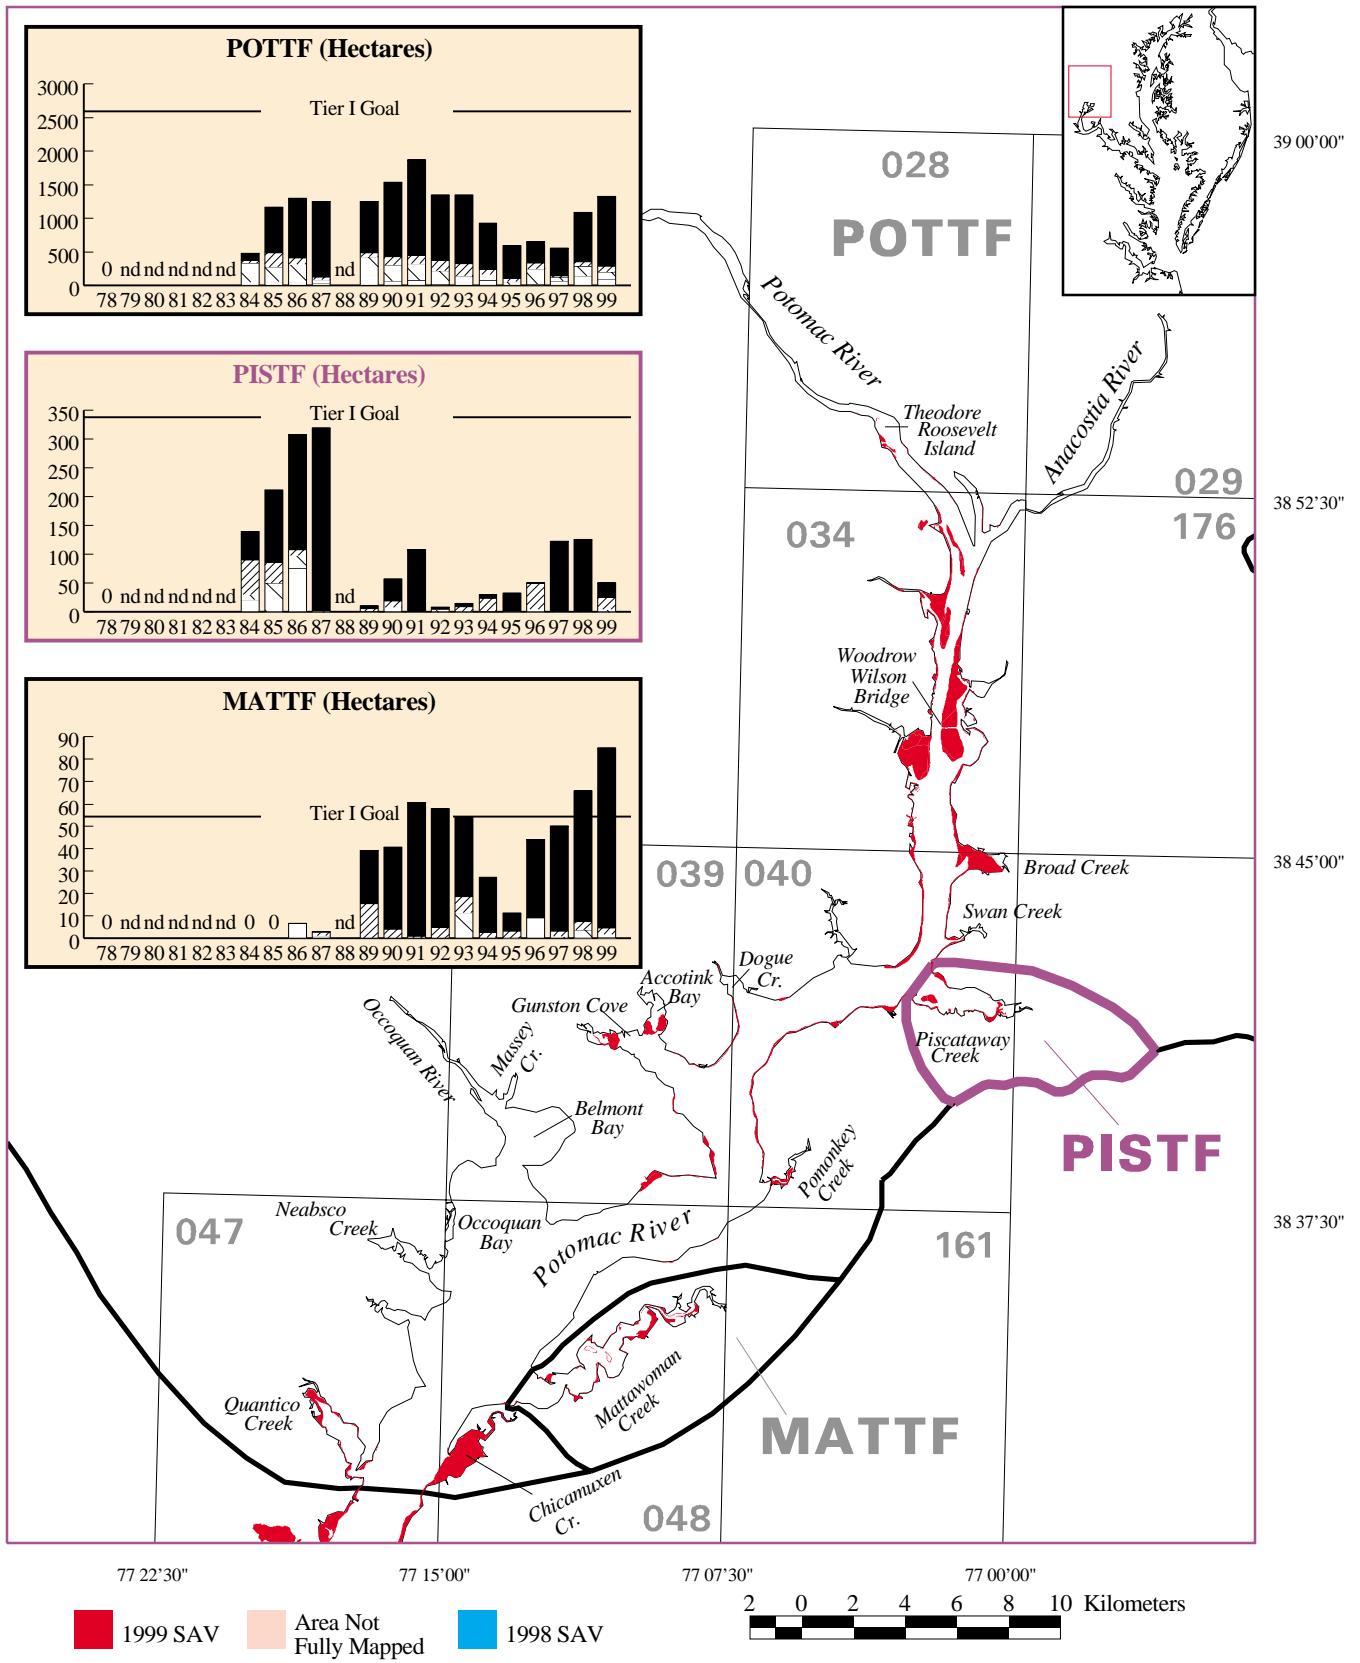 POTTF (Hectares)
3000
2500
2000
1500
1000
500
0
Tier I Goal
0 nd nd nd nd nd nd
78 79 80 81 82 83 84 85 86 87 88 89 90 91 92 93 94 95 96 97 98 99
PISTF (Hectares)
350
300
250
200
150
100
50
0
Tier I Goal
0 nd nd nd nd nd nd
78 79 80 81 82 83 84 85 86 87 88 89 90 91 92 93 94 95 96 97 98 99
MATTF (Hectares)
90
80
70
60
50
40
30
20
10
0
Tier I Goal
0 nd nd nd nd nd 0 0 nd
78 79 80 81 82 83 84 85 86 87 88 89 90 91 92 93 94 95 96 97 98 99
39 00'00"
028
POTTF
Potomac River
Anacostia River
Theodore
Roosevelt
Island
029
38 52'30"
034
176
Woodrow
Wilson
Bridge
38 45'00"
039
040
Broad Creek
Swan Creek
Dogue
Cr.
Accotink
Bay
Gunston Cove
Occoquan River
Massey
Cr.
Piscataway
Creek
Belmont
Bay
PISTF
Pomonkey
Creek
Neabsco
Creek
047
Occoquan
Bay
Potomac River
161
38 37'30"
Quantico
Creek
Mattawoman
Creek
MATTF
Chicamuxen
Cr.
048
77 22'30"
77 15'00"
77 07'30"
77 00'00"
1999 SAV
Area Not
Fully Mapped
1998 SAV
2 0 2 4 6 8 10 Kilometers